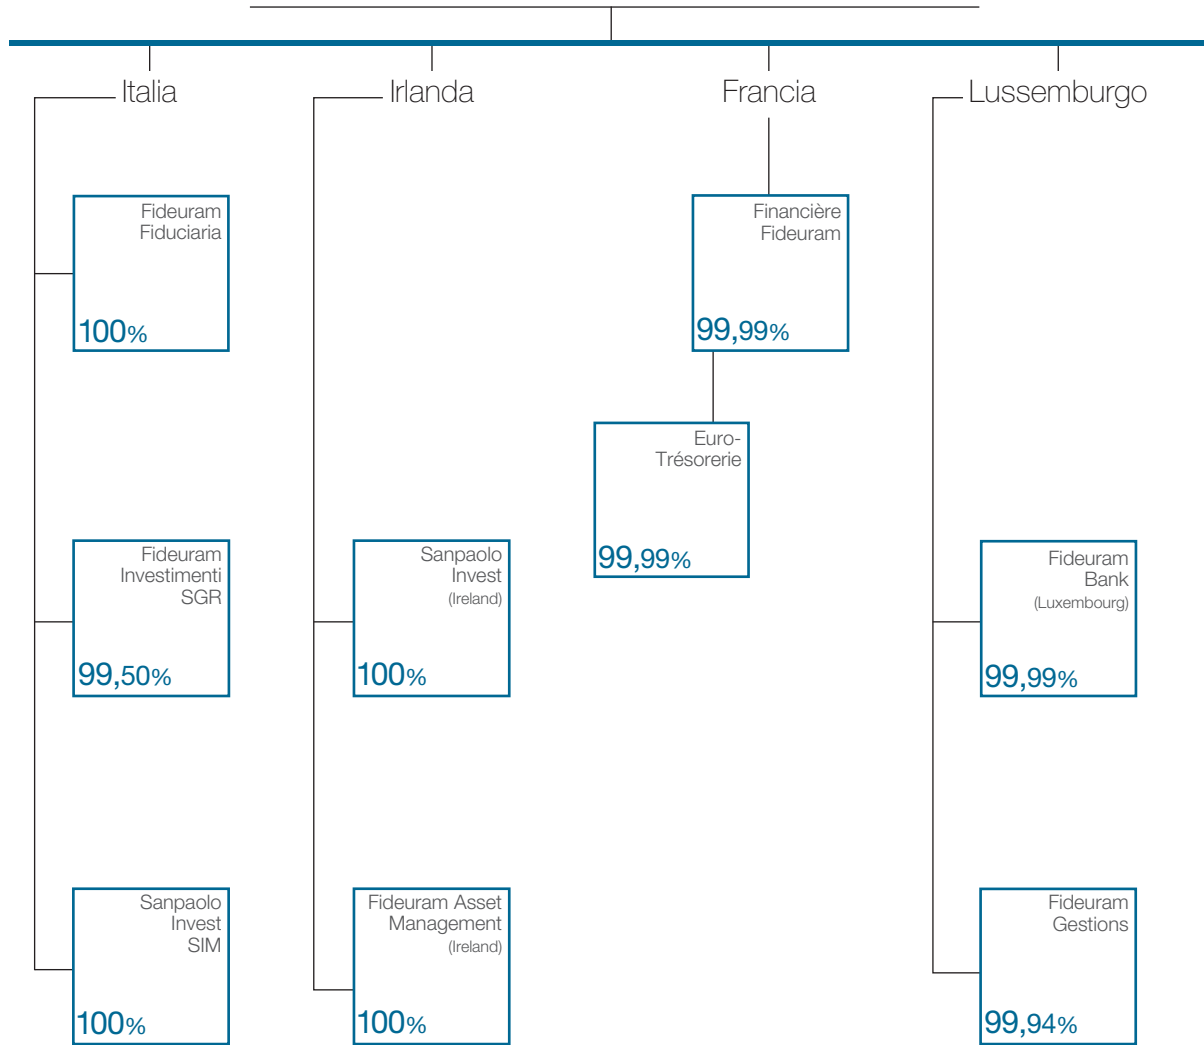 Italia
Irlanda
Francia
Lussemburgo
Fideuram
Fiduciaria
100%
Financière
Fideuram
99,99%
Euro-
Trésorerie
99,99%
Fideuram
Investimenti
SGR
99,50%
Sanpaolo
Invest
(Ireland)
100%
Fideuram
Bank
(Luxembourg)
99,99%
Sanpaolo
Invest
SIM
100%
Fideuram Asset
Management
(Ireland)
100%
Fideuram
Gestions
99,94%